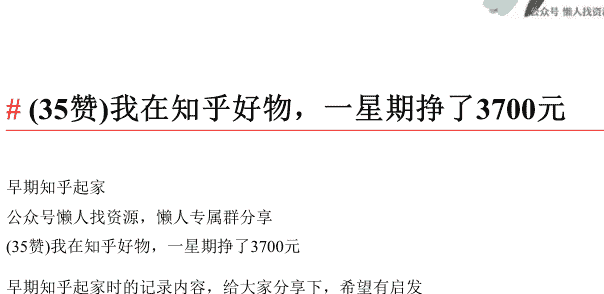 公众号 懒人找资源
# (35赞)我在知乎好物，一星期挣了3700元
早期知乎起家
公众号懒人找资源，懒人专属群分享
(35赞)我在知乎好物，一星期挣了3700元
早期知乎起家时的记录内容，给大家分享下，希望有启发